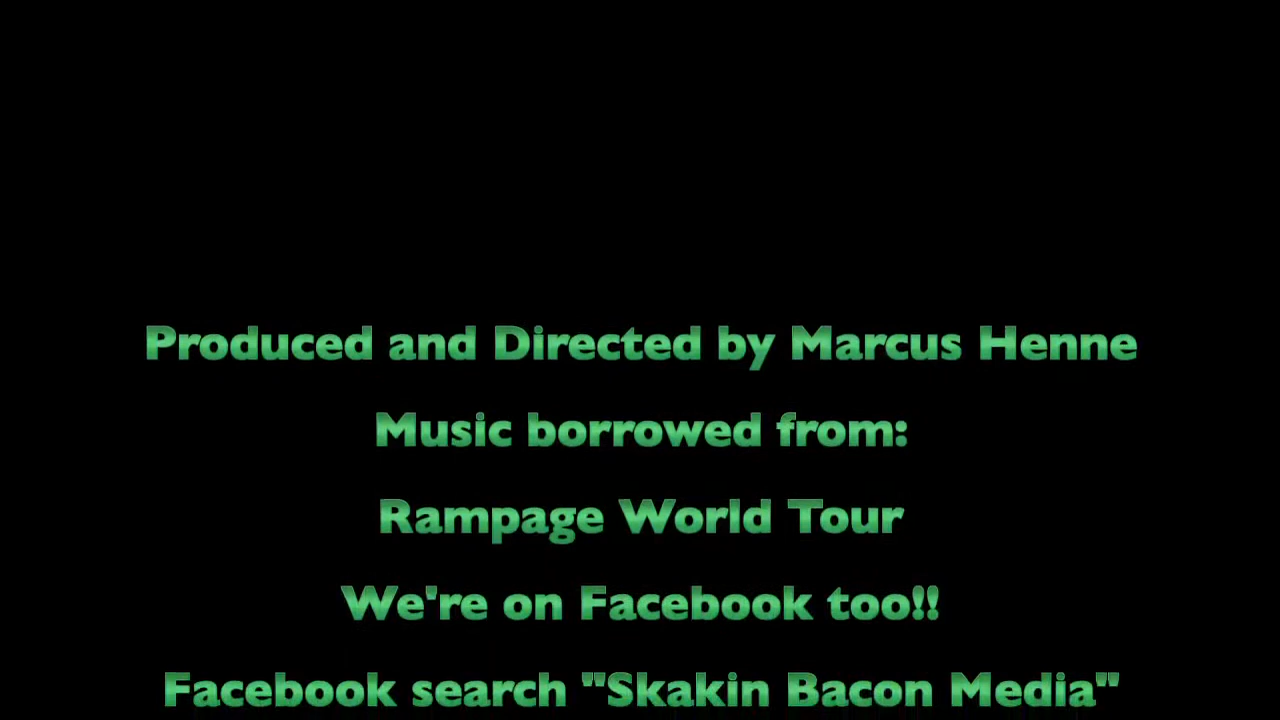 Produced and Directed by Marcus Henne
Music borrowed from:
Rampage World Tour
We're on Facebook too!!
Facebook search "Skakin Bacon Media"